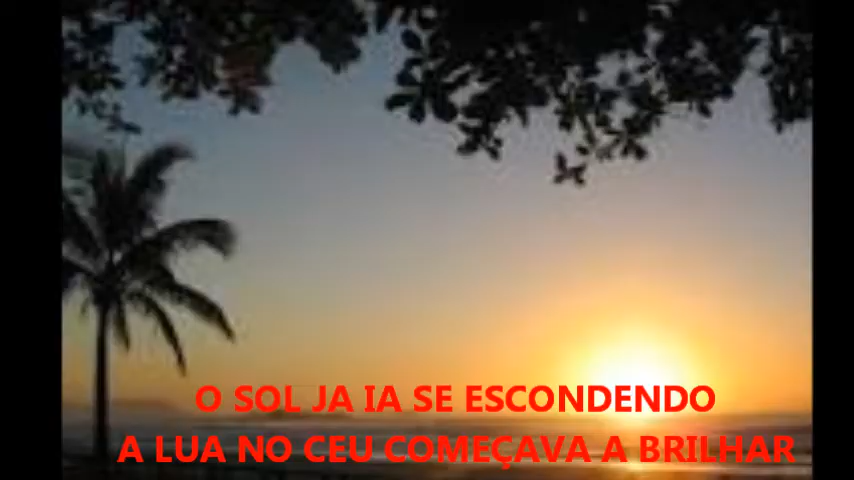 O SOL JA IA SE ESCONDENDO
A LUA NO CEU COMEÇAVA A BRILHAR